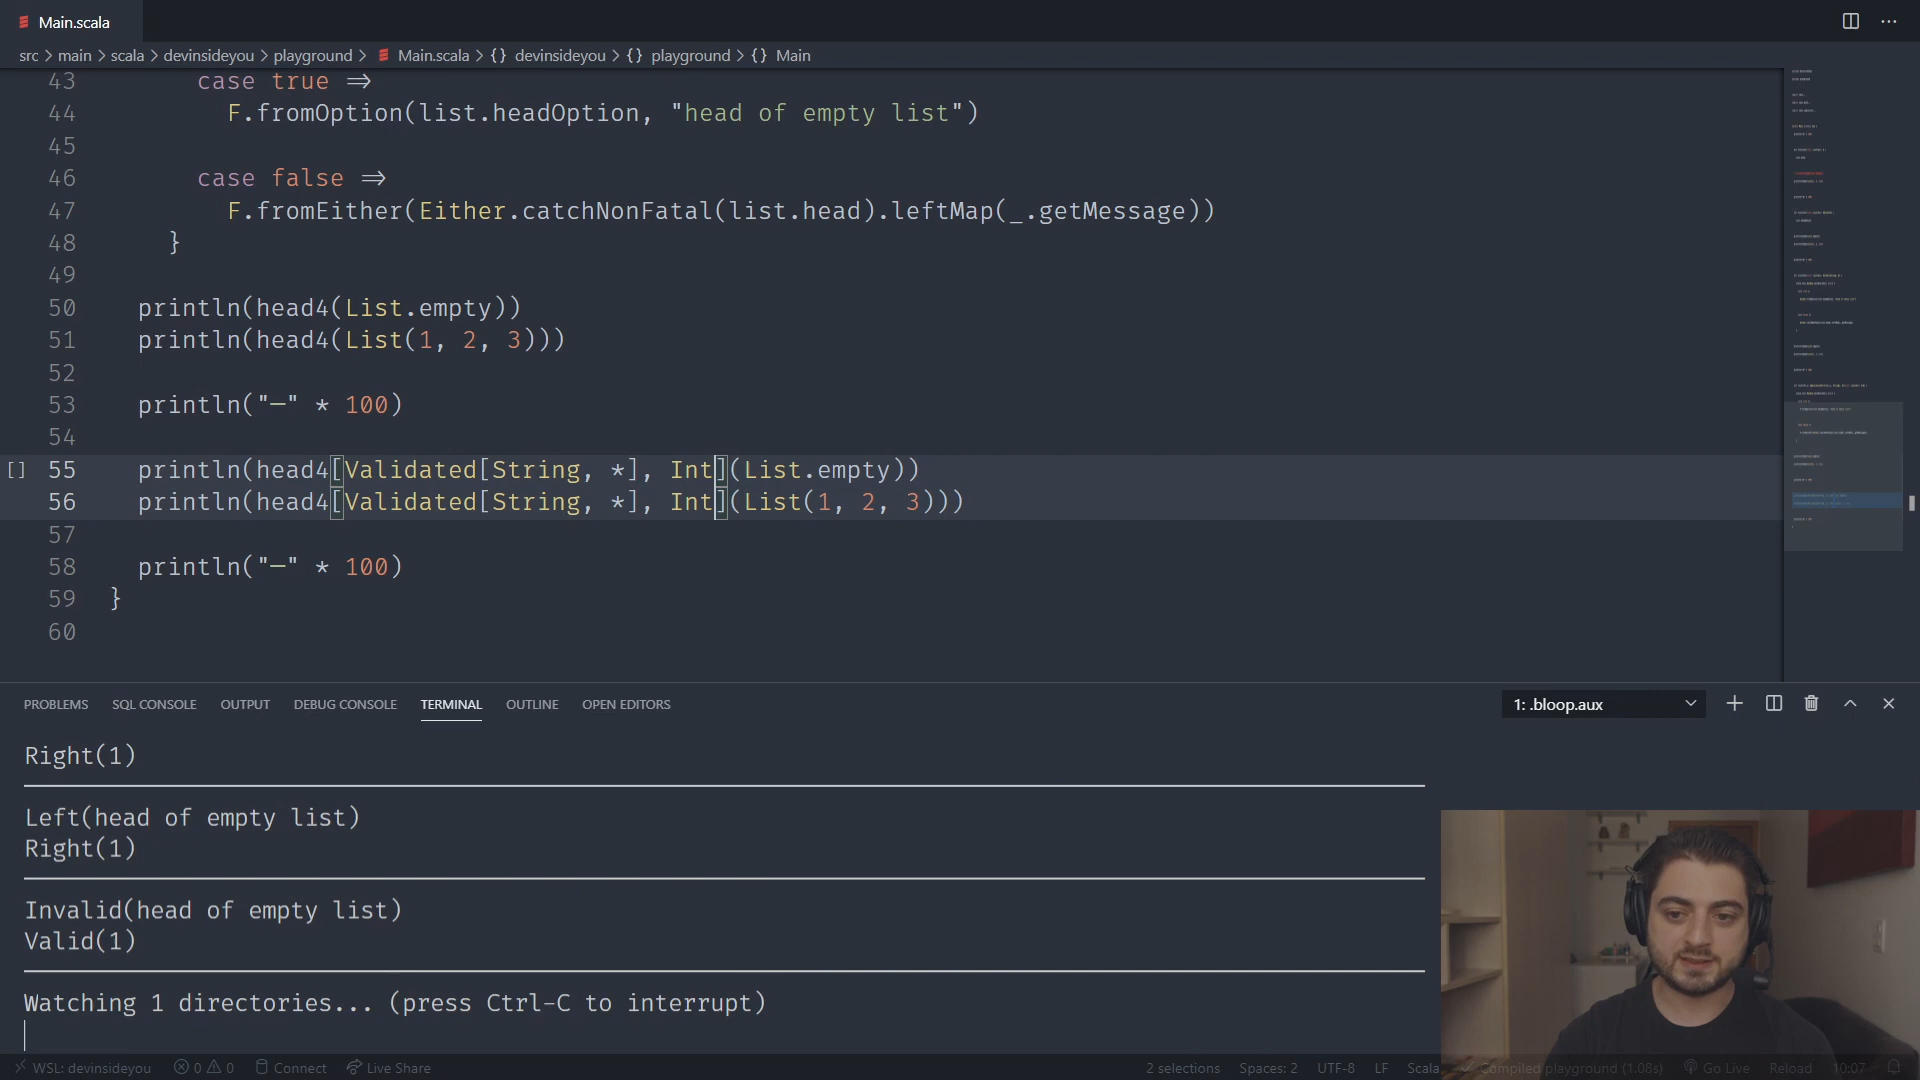 Main.scala
src > main > scala > devinsideyou > playground > Main.scala > {} devinsideyou > {} playground > {} Main
43 case true =>
44 F.fromOption(list.headOption, "head of empty list")
45
46 case false =>
47 F.fromEither(Either.catchNonFatal(list.head).leftMap(_.getMessage))
48 }
49
50 println(head4(List.empty))
51 println(head4(List(1, 2, 3)))
52
53 println("─" * 100)
54
[] 55 println(head4[Validated[String, *], Int](List.empty))
56 println(head4[Validated[String, *], Int](List(1, 2, 3)))
57
58 println("─" * 100)
59 }
60
PROBLEMS SQL CONSOLE OUTPUT DEBUG CONSOLE TERMINAL OUTLINE OPEN EDITORS 1: .bloop.aux
Right(1)
Left(head of empty list)
Right(1)
Invalid(head of empty list)
Valid(1)
Watching 1 directories... (press Ctrl-C to interrupt)
WSL: devinsideyou 0 0 Connect Live Share 2 selections Spaces: 2 UTF-8 LF Scala Compiled playground (1.08s) Go Live Reload 10:07